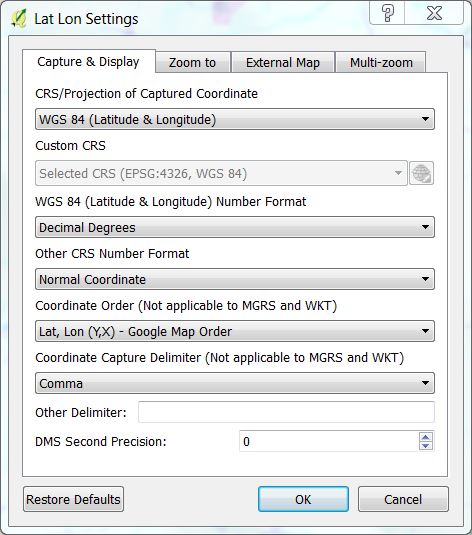 Lat Lon Settings
?
Capture & Display
Zoom to
External Map
Multi-zoom
CRS/Projection of Captured Coordinate
WGS 84 (Latitude & Longitude)
Custom CRS
Selected CRS (EPSG:4326, WGS 84)
WGS 84 (Latitude & Longitude) Number Format
Decimal Degrees
Other CRS Number Format
Normal Coordinate
Coordinate Order (Not applicable to MGRS and WKT)
Lat, Lon (Y,X) - Google Map Order
Coordinate Capture Delimiter (Not applicable to MGRS and WKT)
Comma
Other Delimiter:
DMS Second Precision: 0
Restore Defaults
OK
Cancel